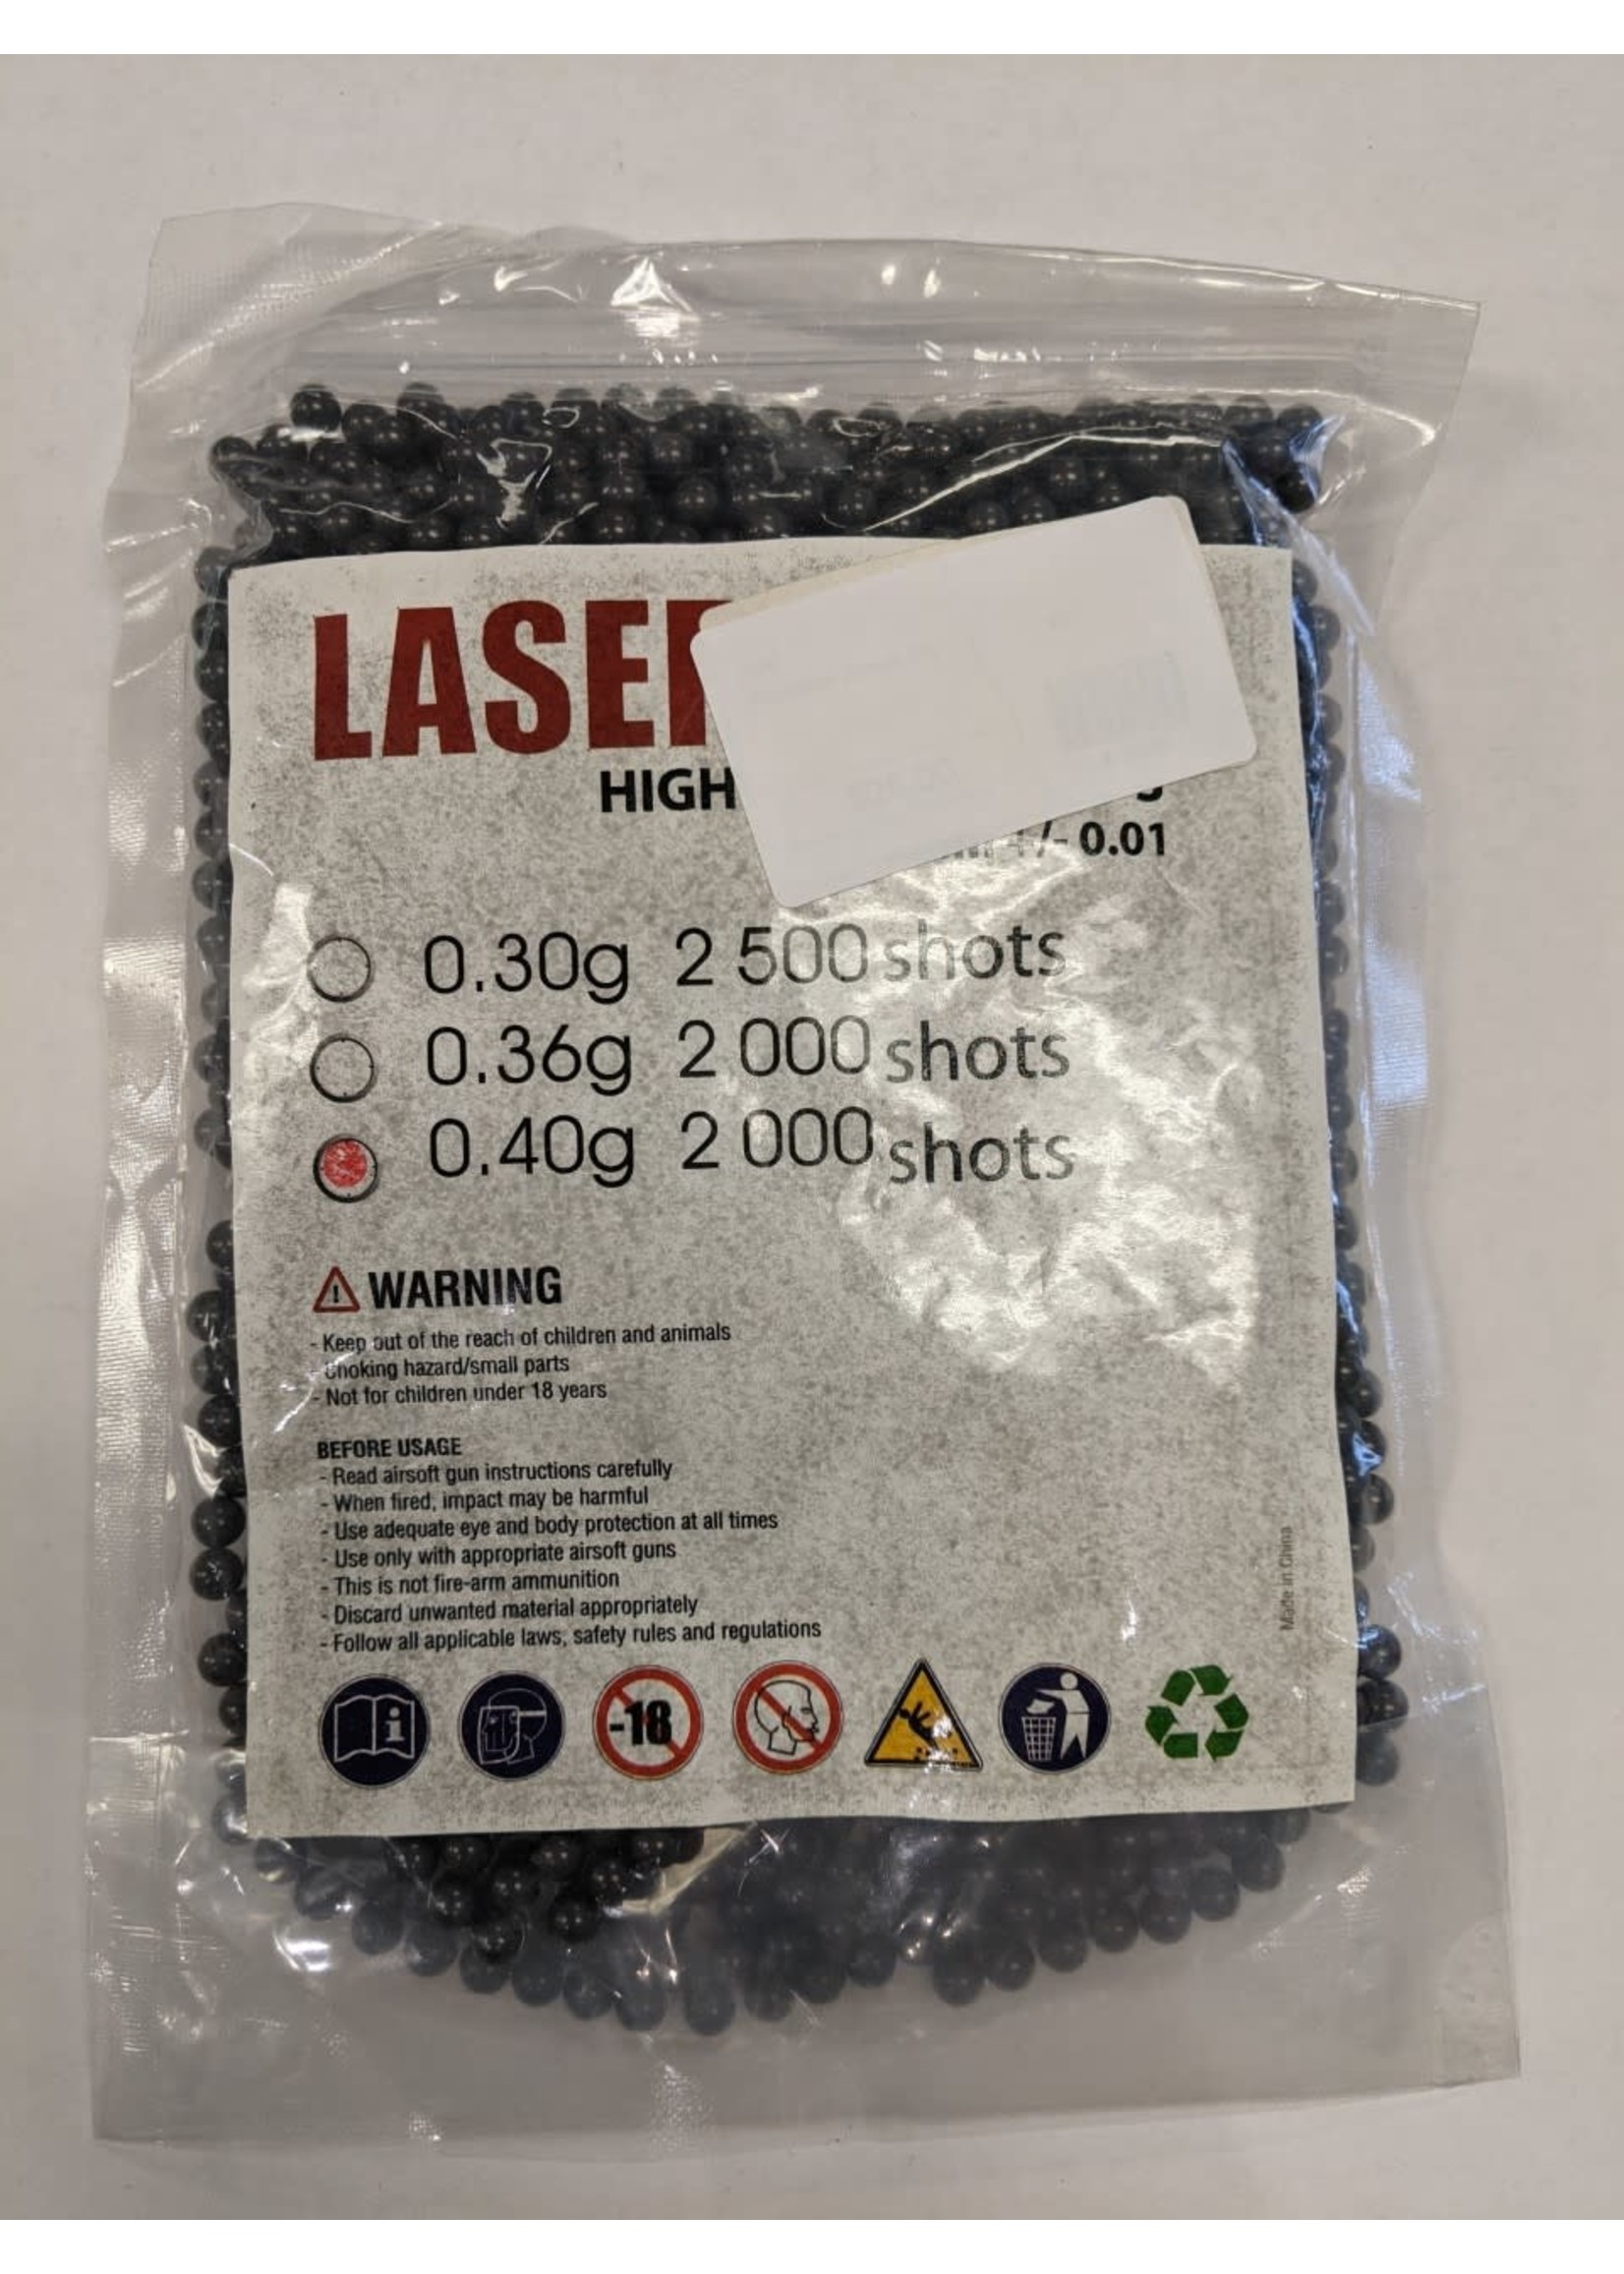 LASER
HIGH
+/- 0.01
0.30g 2 500 shots
0.36g 2 000 shots
0.40g 2 000 shots
WARNING
- Keep out of the reach of children and animals
- Choking hazard/small parts
- Not for children under 18 years
BEFORE USAGE
- Read airsoft gun instructions carefully
- When fired, impact may be harmful
- Use adequate eye and body protection at all times
- Use only with appropriate airsoft guns
- This is not fire-arm ammunition
- Discard unwanted material appropriately
- Follow all applicable laws, safety rules and regulations
Made in China
-18